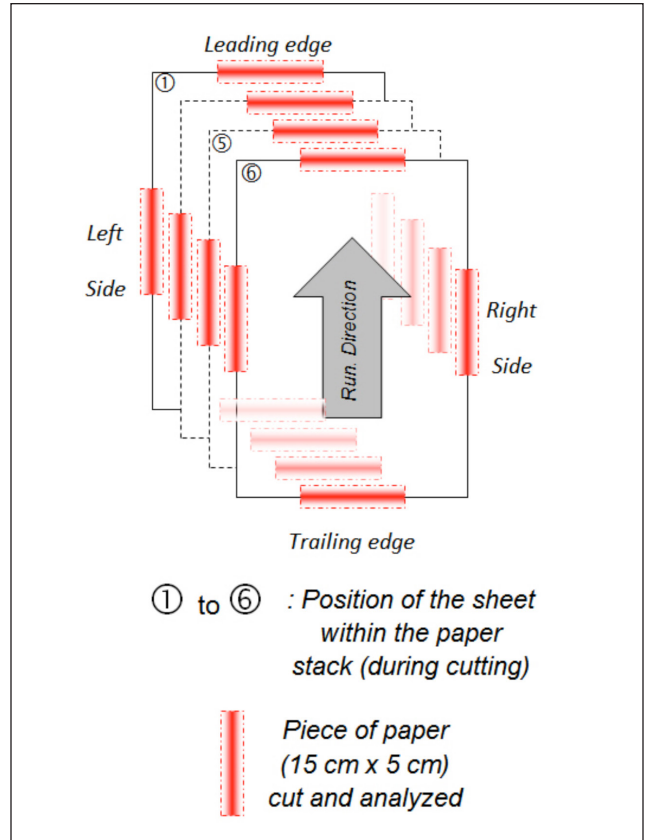 Leading edge
①
⑤
⑥
Left
Side
Run. Direction
Right
Side
Trailing edge
① to ⑥ : Position of the sheet
within the paper
stack (during cutting)
Piece of paper
(15 cm x 5 cm)
cut and analyzed